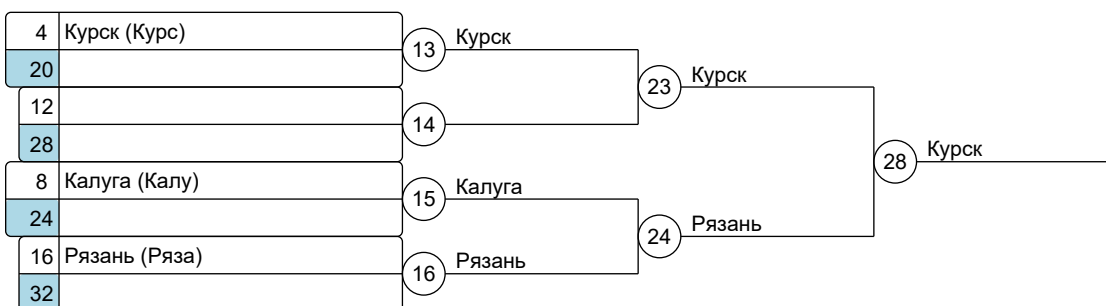 4 Курск (Курс)
13 Курск
20
23 Курск
12
14
28
28 Курск
8 Калуга (Калу)
15 Калуга
24
24 Рязань
16 Рязань (Ряза)
16 Рязань
32